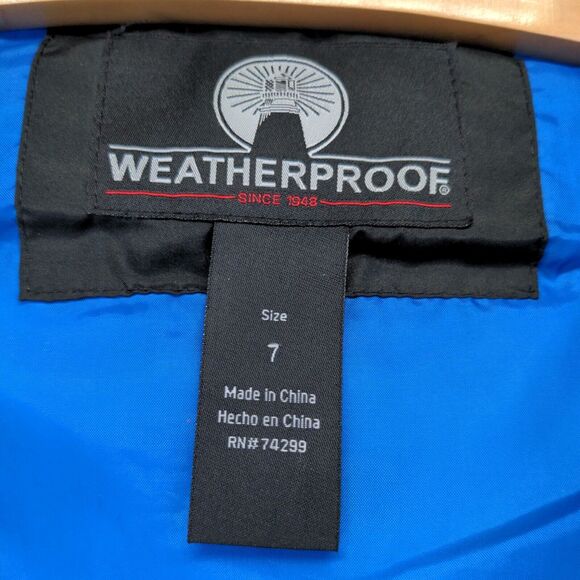 WEATHERPROOF®
SINCE 1948
Size
7
Made in China
Hecho en China
RN#74299